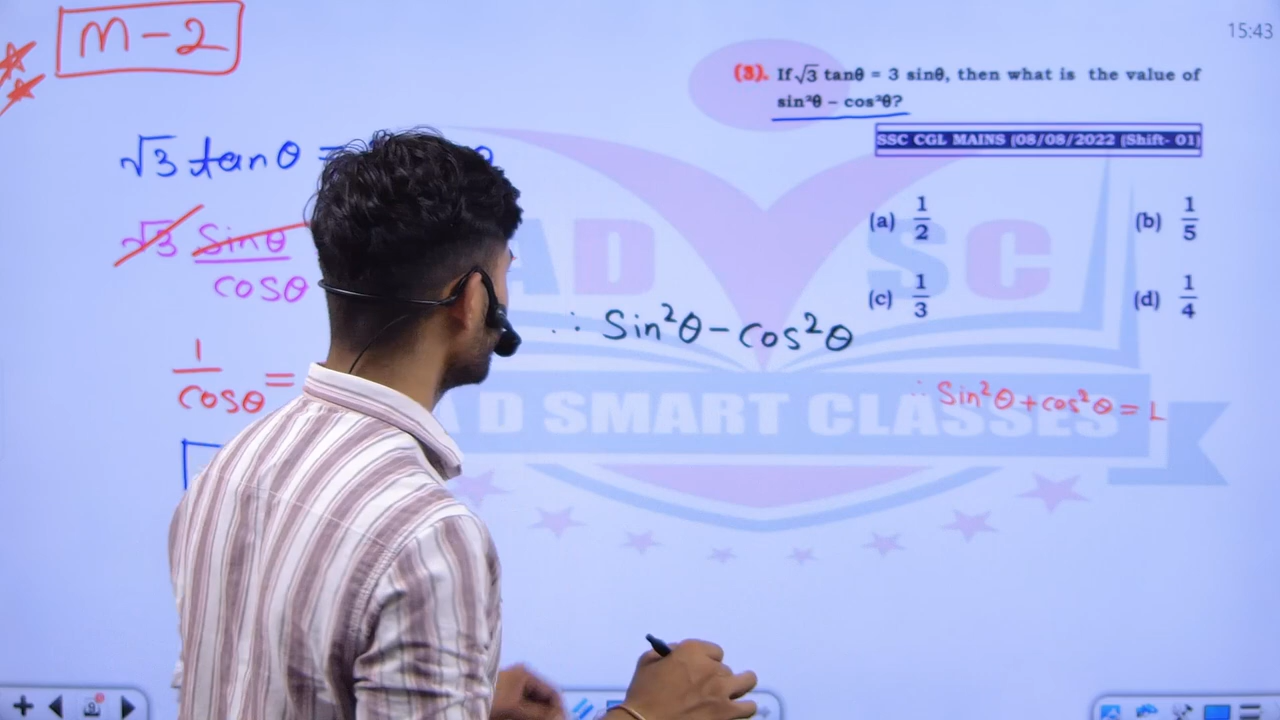 M-2
15:43
(3). If √3 tanθ = 3 sinθ, then what is the value of
sin²θ – cos²θ?
SSC CGL MAINS (08/08/2022 (Shift- 01)
(a) 1/2
(b) 1/5
(c) 1/3
(d) 1/4
√3 tanθ =
√3 sinθ
cosθ
1/cosθ =
∴ Sin²θ - cos²θ
∴ Sin²θ + cos²θ = 1
AD SC
A D SMART CLASSES